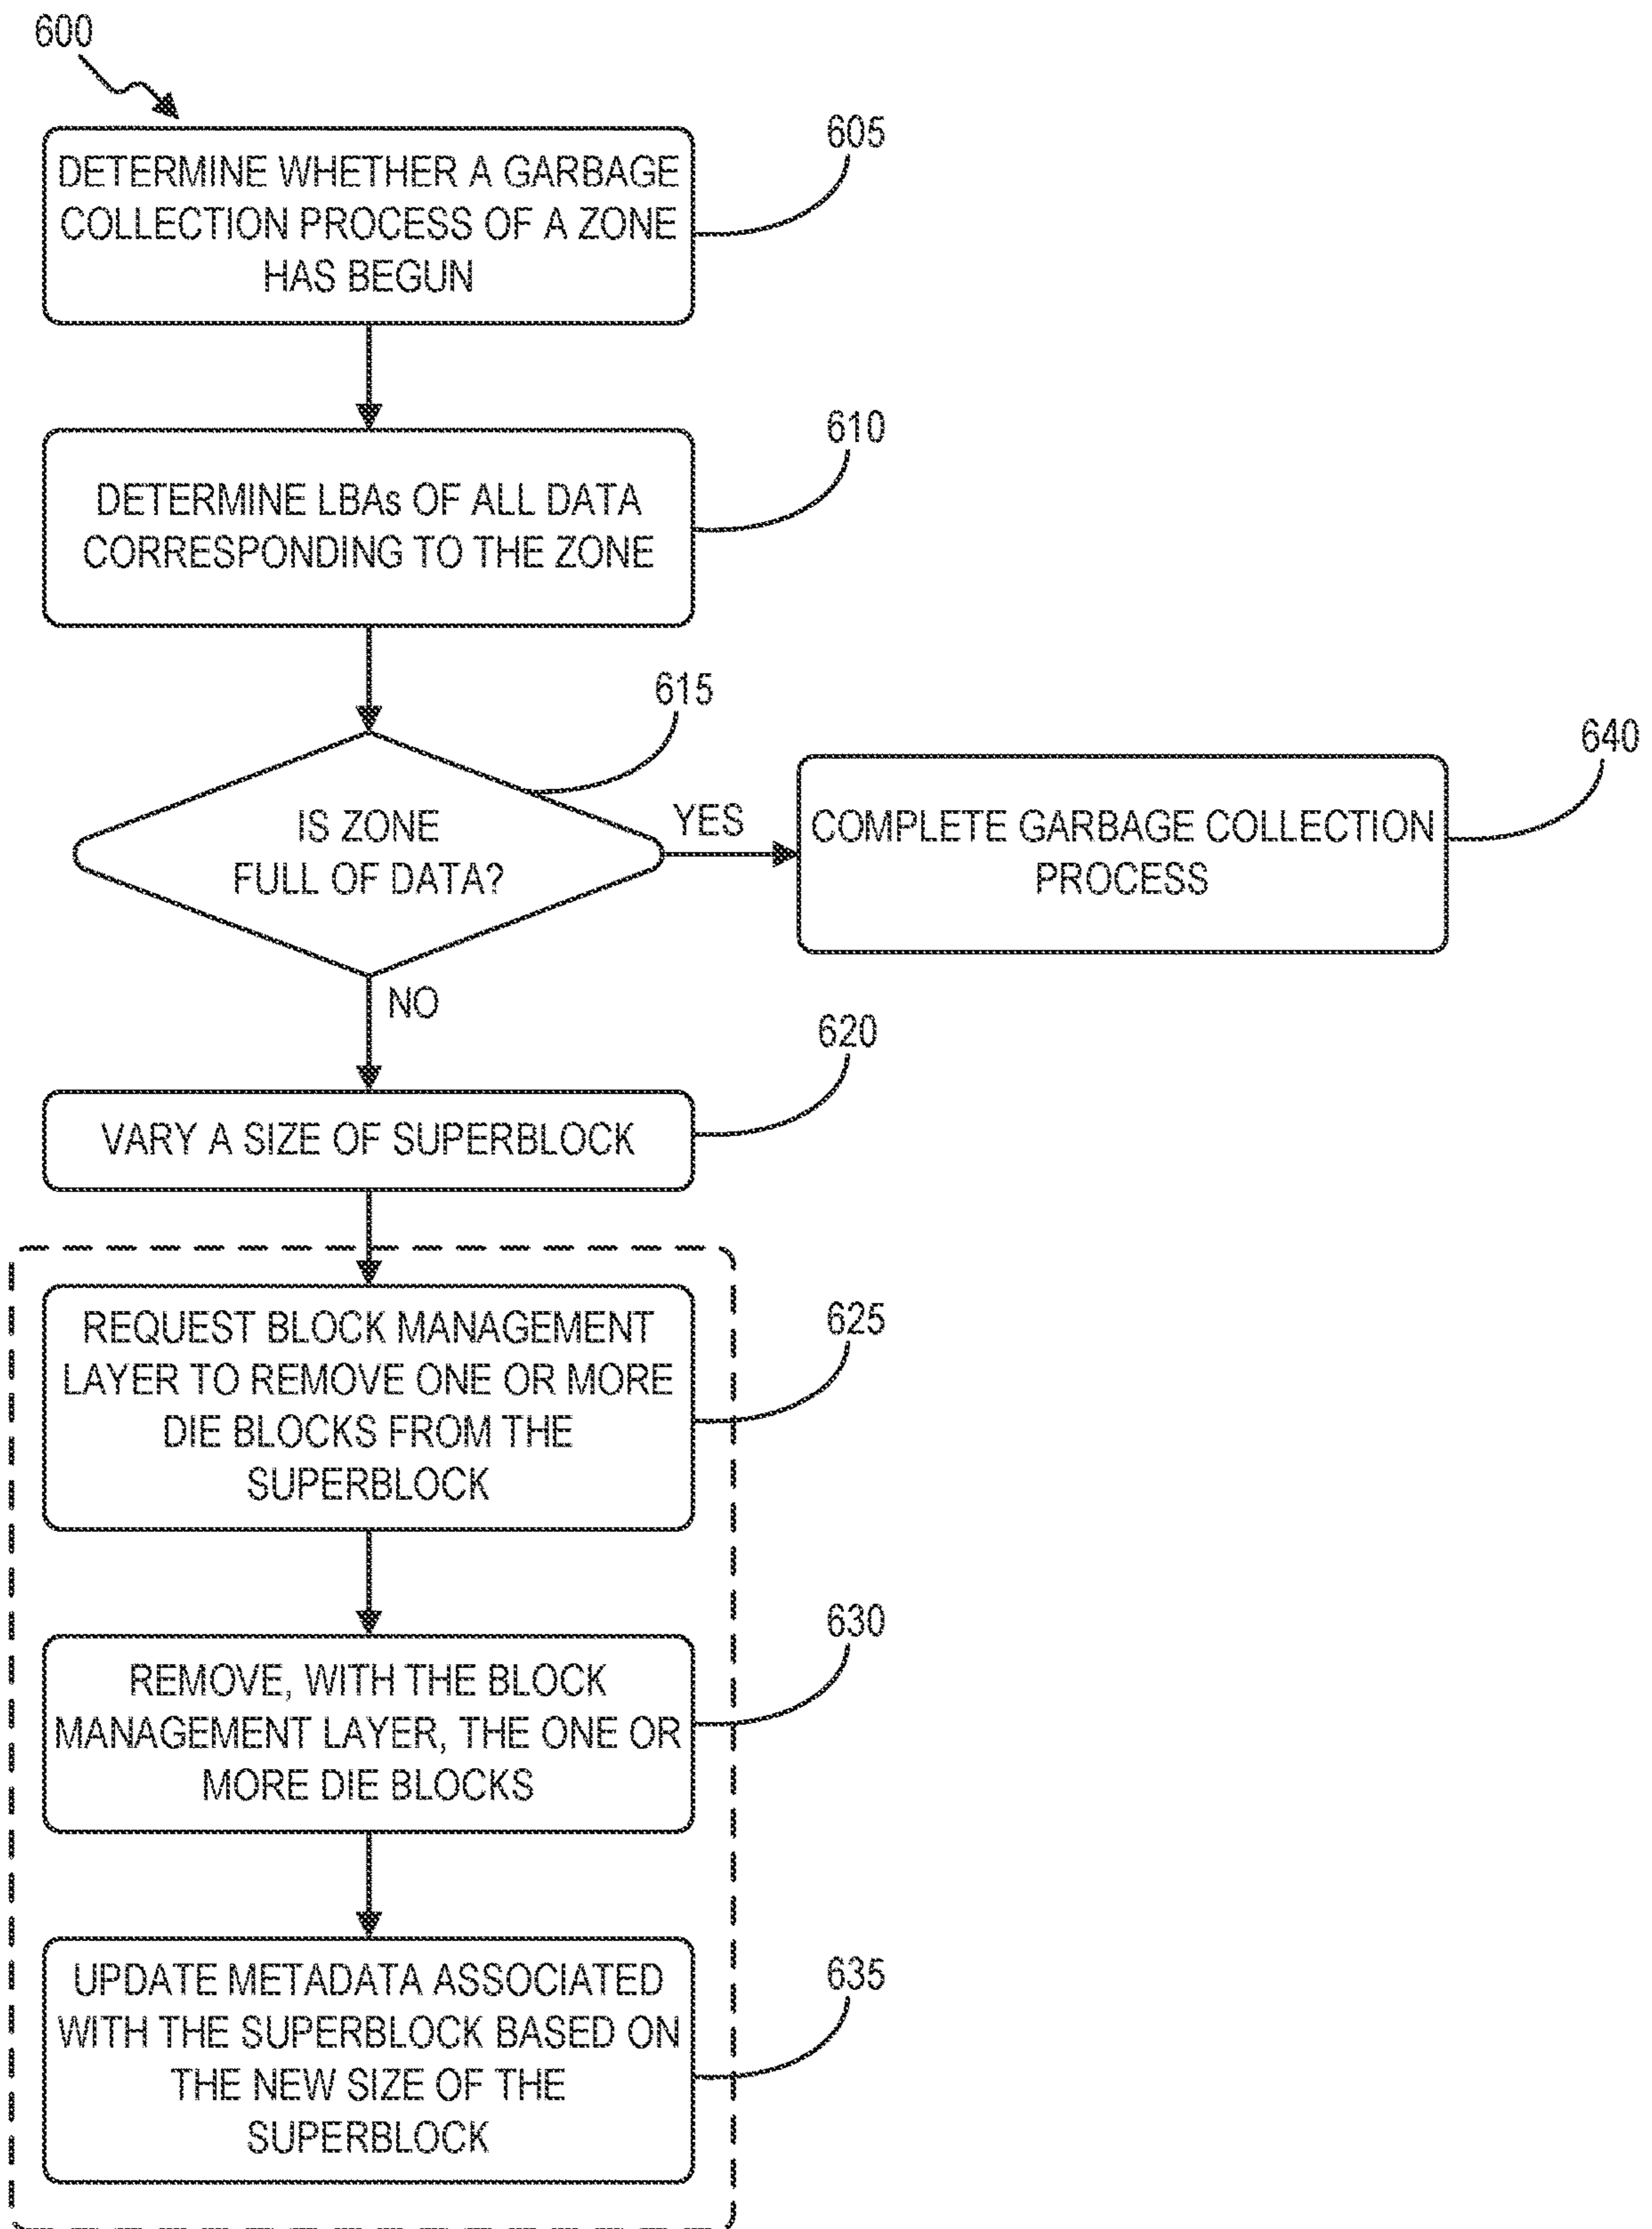 600
DETERMINE WHETHER A GARBAGE
COLLECTION PROCESS OF A ZONE
HAS BEGUN
605
DETERMINE LBAs OF ALL DATA
CORRESPONDING TO THE ZONE
610
IS ZONE
FULL OF DATA?
615
YES
COMPLETE GARBAGE COLLECTION
PROCESS
640
NO
VARY A SIZE OF SUPERBLOCK
620
REQUEST BLOCK MANAGEMENT
LAYER TO REMOVE ONE OR MORE
DIE BLOCKS FROM THE
SUPERBLOCK
625
REMOVE, WITH THE BLOCK
MANAGEMENT LAYER, THE ONE OR
MORE DIE BLOCKS
630
UPDATE METADATA ASSOCIATED
WITH THE SUPERBLOCK BASED ON
THE NEW SIZE OF THE
SUPERBLOCK
635